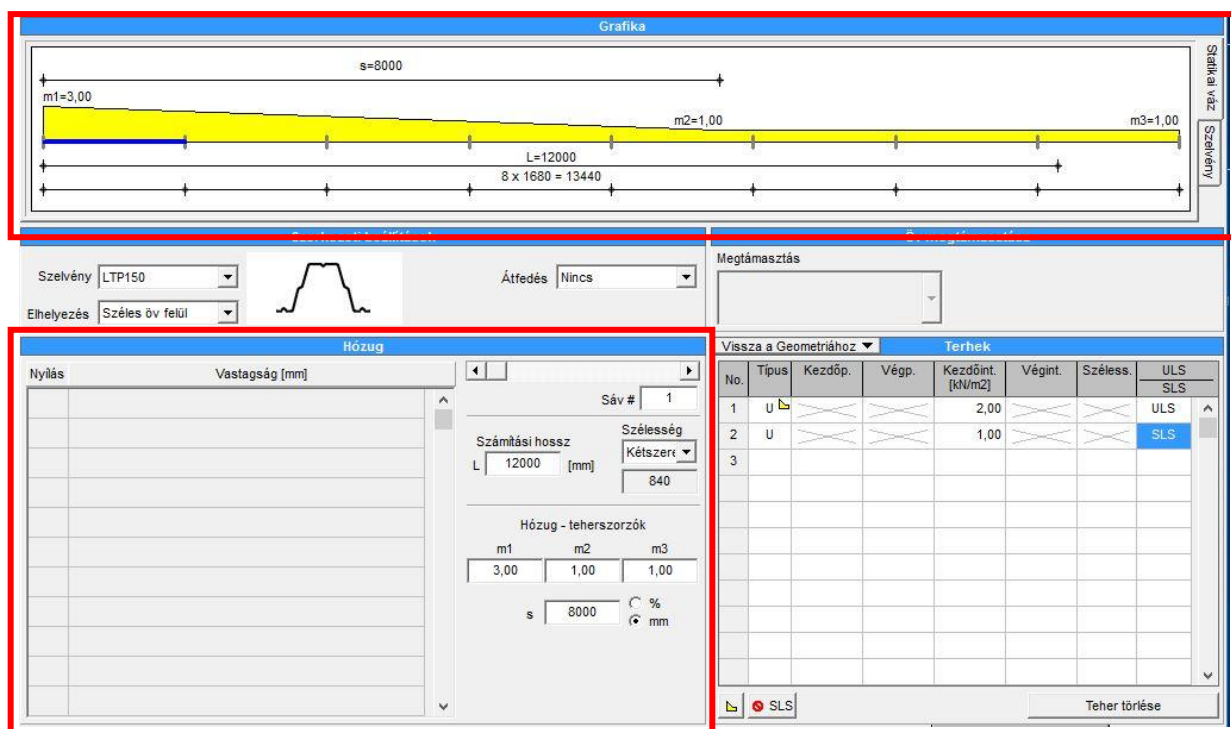 Grafika
s=8000
m1=3,00
m2=1,00
m3=1,00
L=12000
8 x 1680 = 13440
Statikai váz
Szelvény
Szelvény LTP150
Átfedés Nincs
Elhelyezés Széles öv felül
Megtámasztás
Hózug
Nyílás Vastagság [mm]
Sáv # 1
Számítási hossz
L 12000 [mm]
Szélesség
Kétszere
840
Hózug - teherszorzók
m1 m2 m3
3,00 1,00 1,00
s 8000
%
mm
Vissza a Geometriához Terhek
No. Típus Kezdőp. Végp. Kezdőint. [kN/m2] Végint. Széless. ULS SLS
1 U 2,00 ULS
2 U 1,00 SLS
3
SLS
Teher törlése